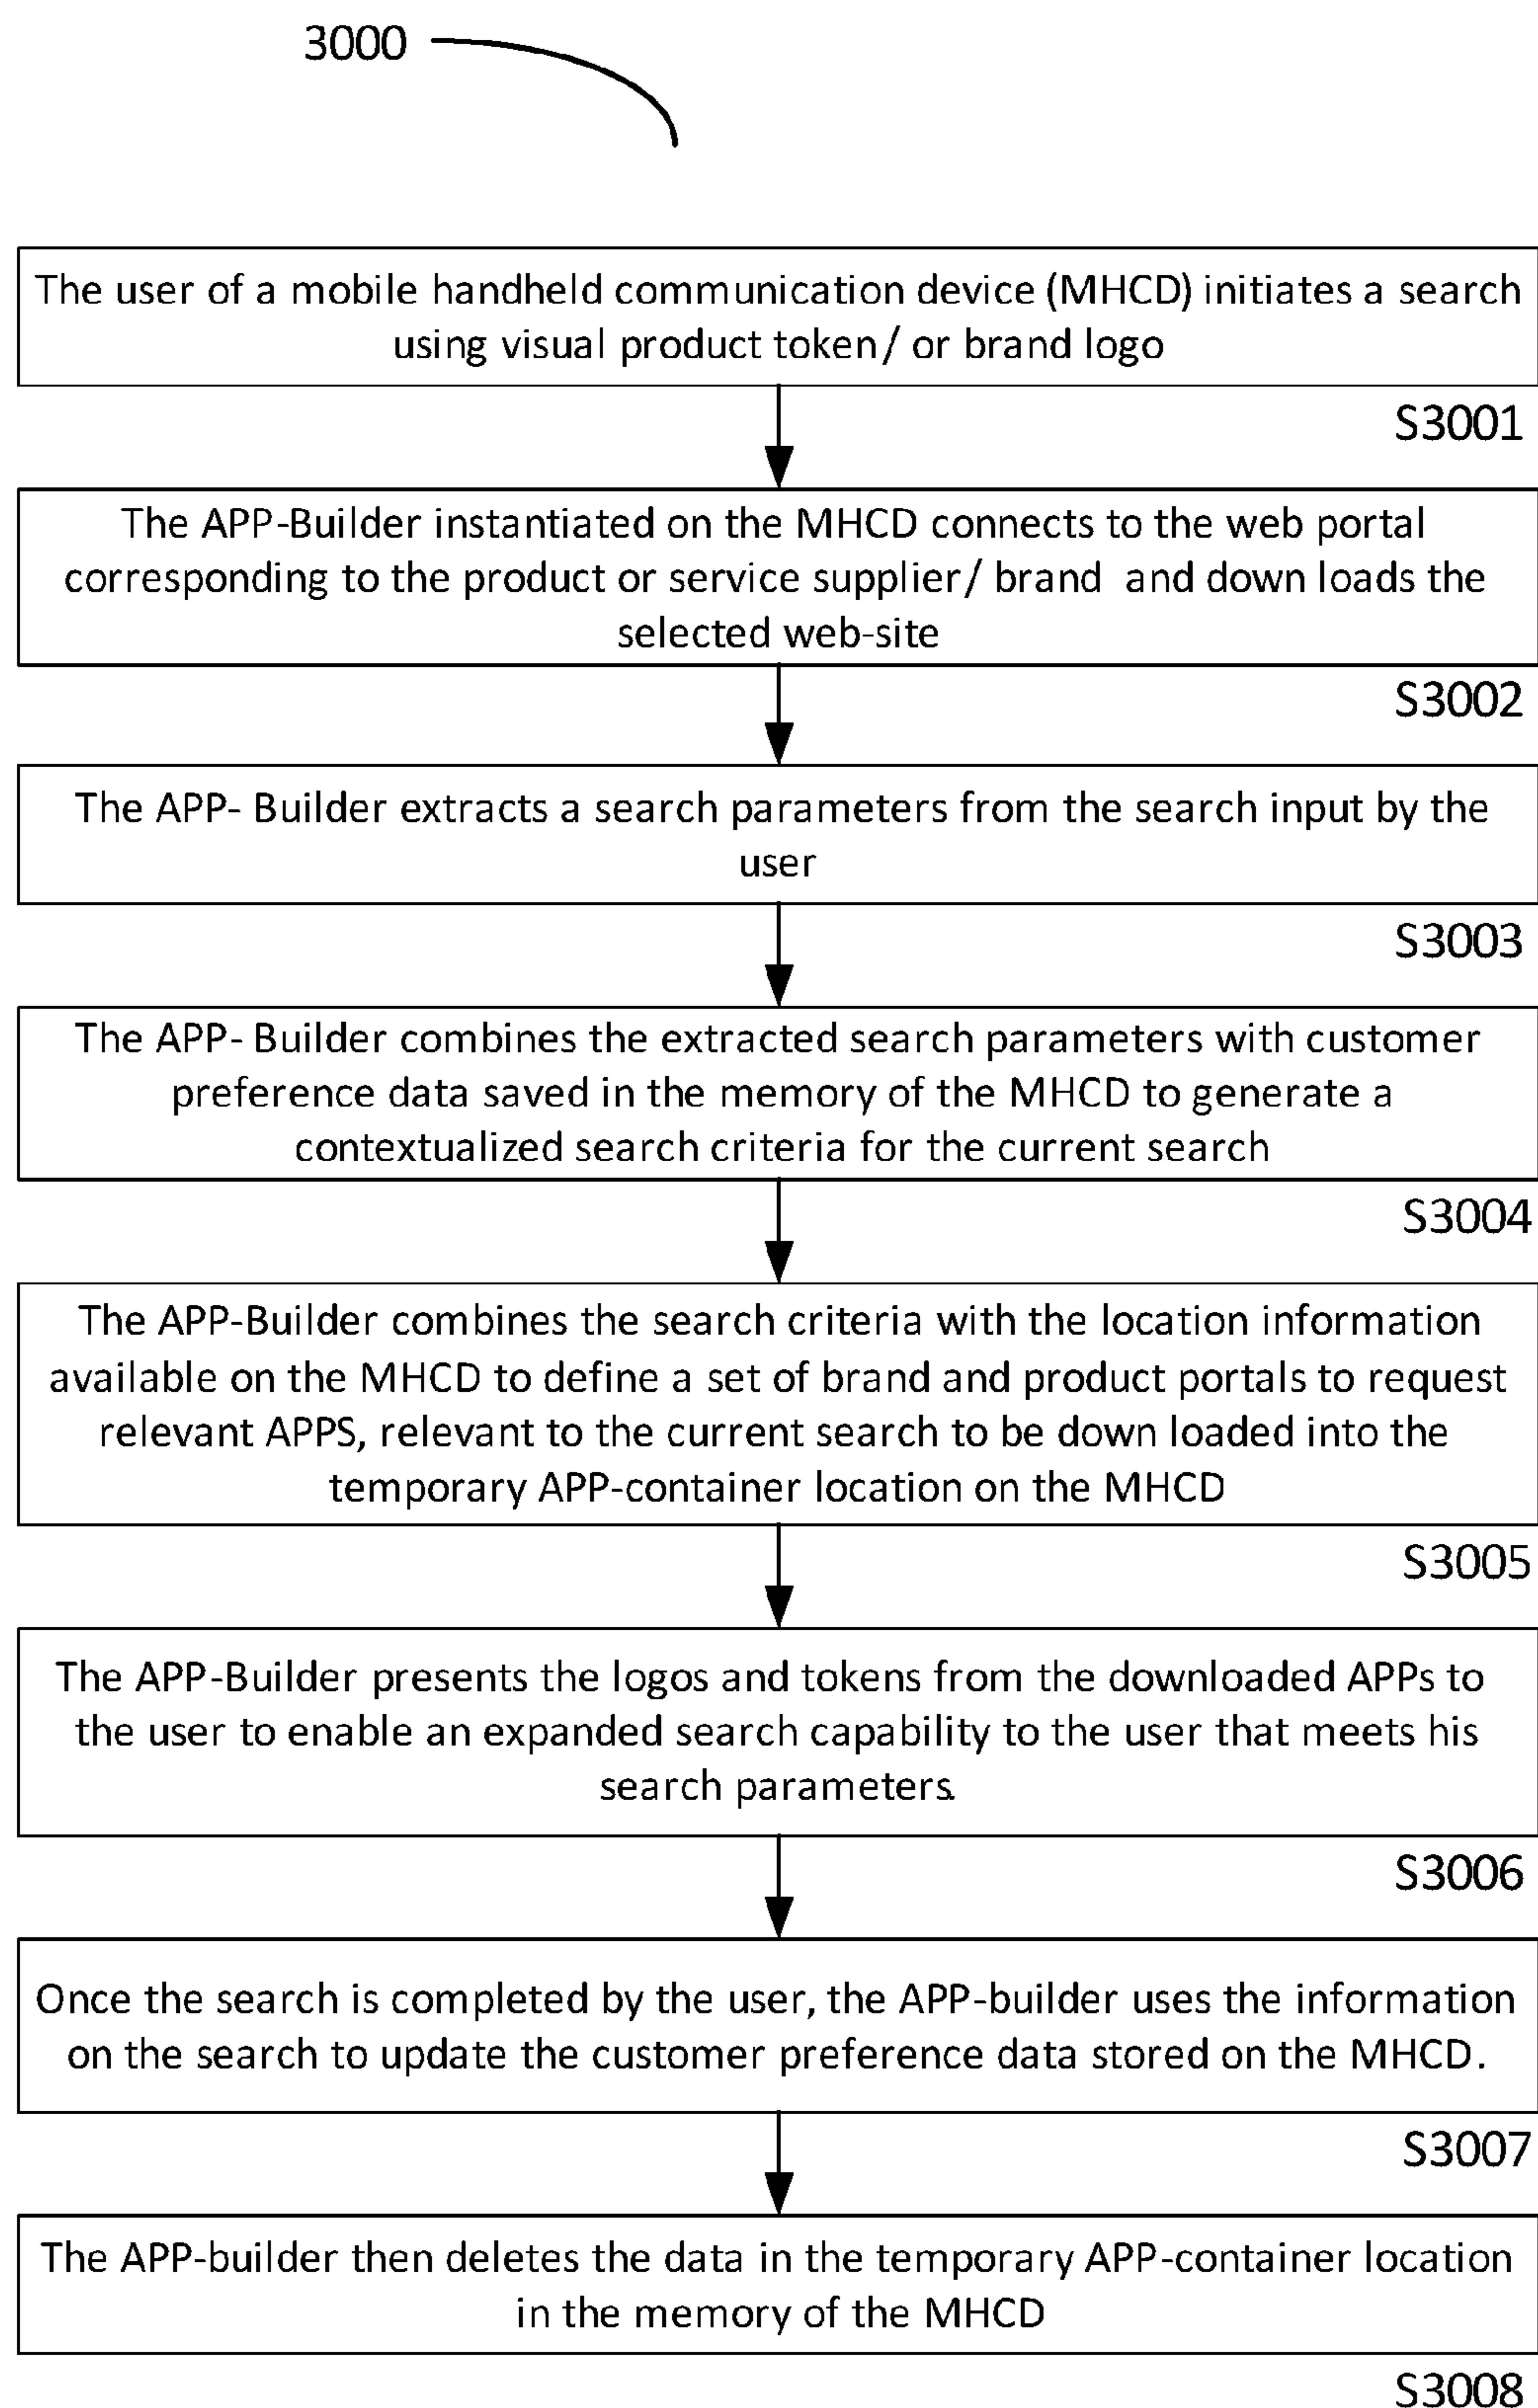 3000
The user of a mobile handheld communication device (MHCD) initiates a search
using visual product token/ or brand logo
S3001
The APP-Builder instantiated on the MHCD connects to the web portal
corresponding to the product or service supplier/ brand and down loads the
selected web-site
S3002
The APP- Builder extracts a search parameters from the search input by the
user
S3003
The APP- Builder combines the extracted search parameters with customer
preference data saved in the memory of the MHCD to generate a
contextualized search criteria for the current search
S3004
The APP-Builder combines the search criteria with the location information
available on the MHCD to define a set of brand and product portals to request
relevant APPS, relevant to the current search to be down loaded into the
temporary APP-container location on the MHCD
S3005
The APP-Builder presents the logos and tokens from the downloaded APPs to
the user to enable an expanded search capability to the user that meets his
search parameters.
S3006
Once the search is completed by the user, the APP-builder uses the information
on the search to update the customer preference data stored on the MHCD.
S3007
The APP-builder then deletes the data in the temporary APP-container location
in the memory of the MHCD
S3008